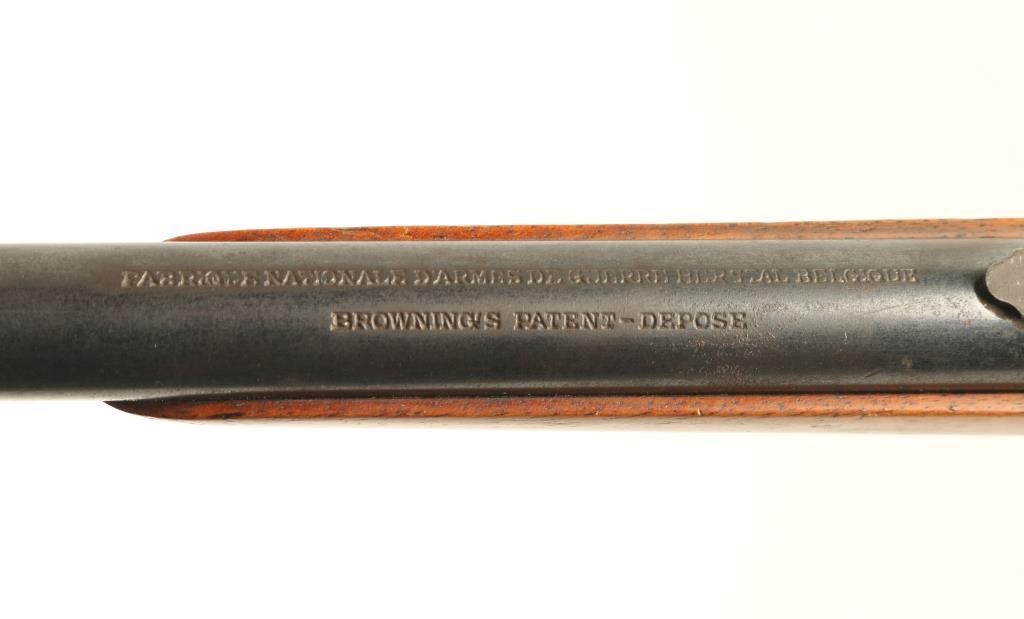 FABRIQUE NATIONALE D'ARMES DE GUERRE HERSTAL BELGIQUE
BROWNING'S PATENT-DEPOSE